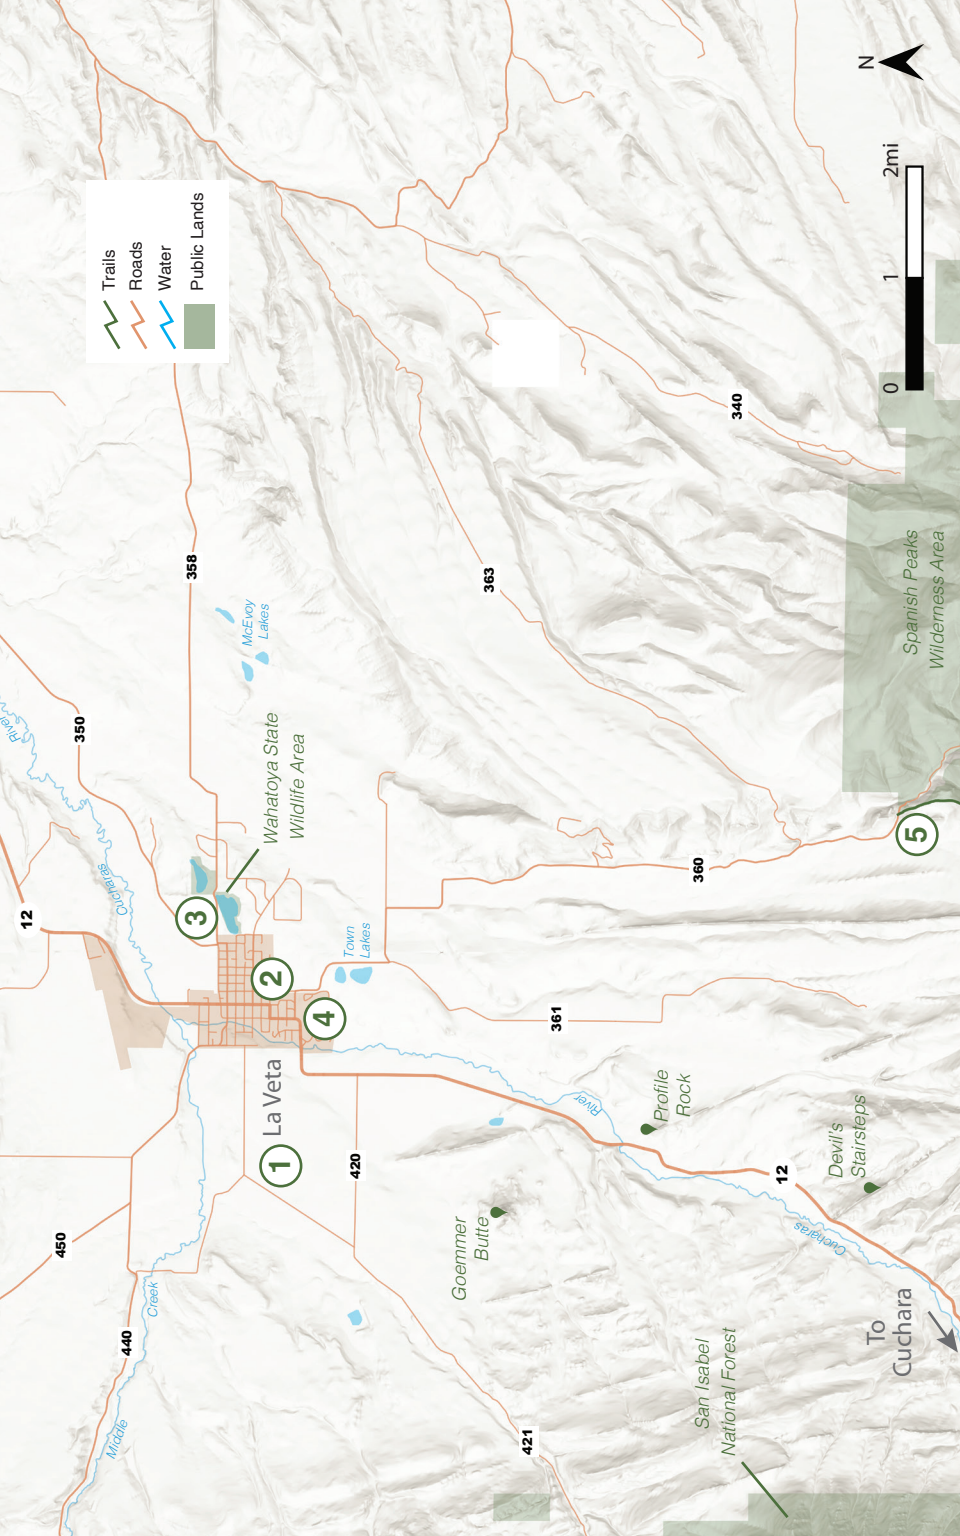 N
Trails
Roads
Water
Public Lands
0
1
2mi
12
350
358
River
Cucharas
McEvoy
Lakes
Wahatoya State
Wildlife Area
3
2
4
1
La Veta
Town
Lakes
363
340
360
361
Spanish Peaks
Wilderness Area
5
450
440
420
421
Creek
Middle
Goemmer
Butte
Profile
Rock
River
Devil's
Stairsteps
12
Cucharas
To
Cuchara
San Isabel
National Forest